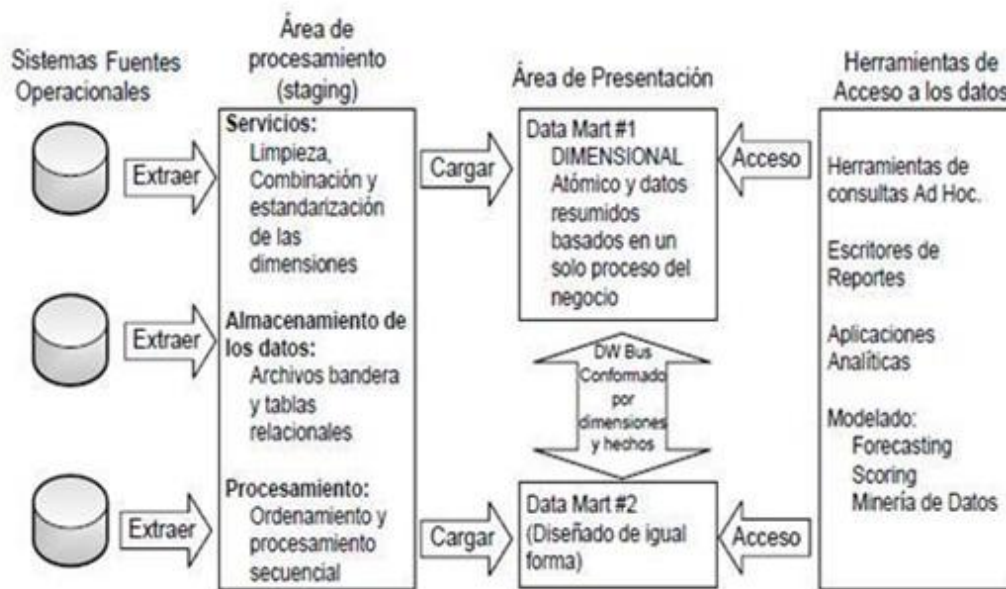 Sistemas Fuentes
Operacionales
Extraer
Extraer
Extraer
Área de
procesamiento
(staging)
Servicios:
Limpieza,
Combinación y
estandarización
de las
dimensiones
Almacenamiento de
los datos:
Archivos bandera
y tablas
relacionales
Procesamiento:
Ordenamiento y
procesamiento
secuencial
Cargar
Cargar
Área de Presentación
Data Mart #1
DIMENSIONAL
Atómico y datos
resumidos
basados en un
solo proceso del
negocio
DW Bus
Conformado
por
dimensiones
y hechos
Data Mart #2
(Diseñado de igual
forma)
Acceso
Acceso
Herramientas de
Acceso a los datos
Herramientas de
consultas Ad Hoc.
Escritores de
Reportes
Aplicaciones
Analíticas
Modelado:
Forecasting
Scoring
Minería de Datos